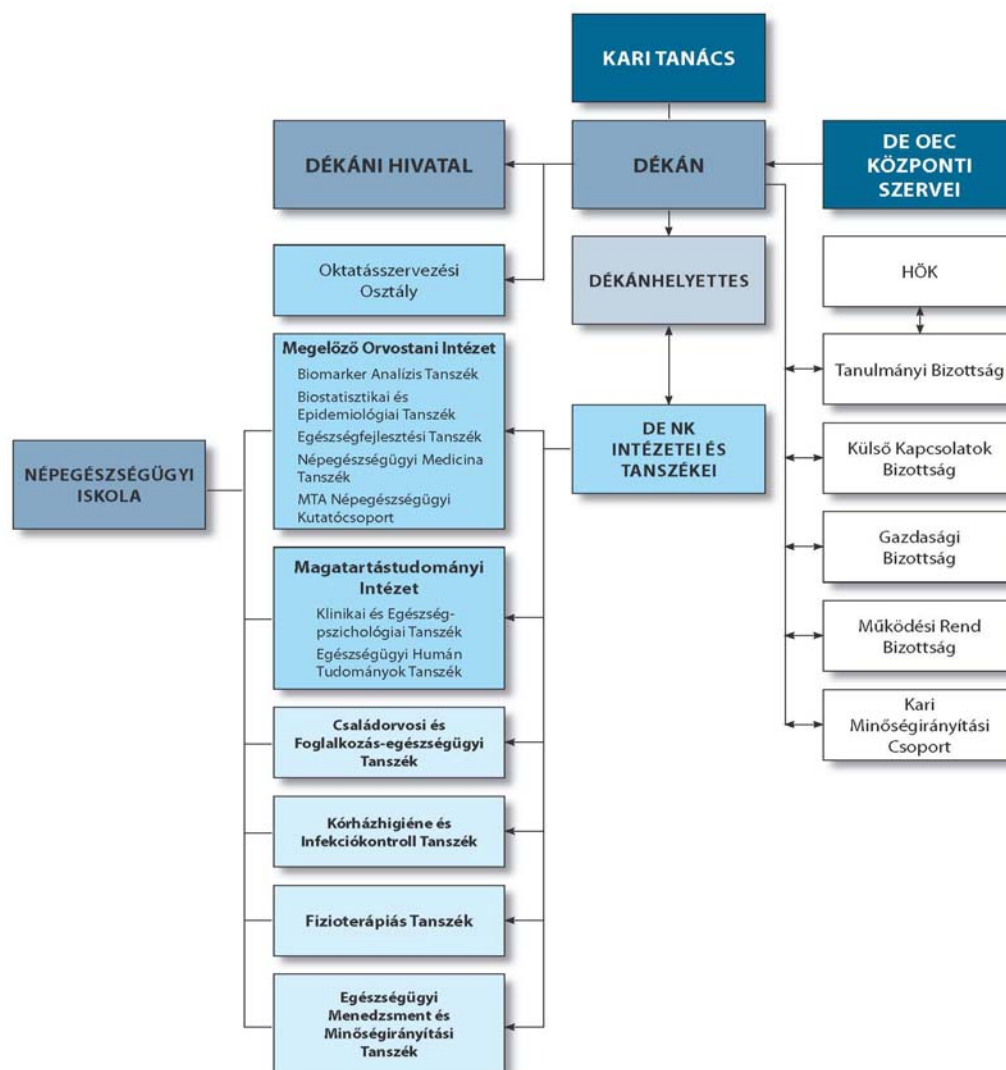 KARI TANÁCS
DÉKÁNI HIVATAL
DÉKÁN
DE OEC
KÖZPONTI
SZERVEI
Oktatásszervezési
Osztály
DÉKÁNHELYETTES
HÖK
Megelőző Orvostani Intézet
Biomarker Analízis Tanszék
Biostatisztikai és
Epidemiológiai Tanszék
Egészségfejlesztési Tanszék
Népegészségügyi Medicina
Tanszék
MTA Népegészségügyi
Kutatócsoport
DE NK
INTÉZETEI ÉS
TANSZÉKEI
Tanulmányi Bizottság
Külső Kapcsolatok
Bizottság
NÉPEGÉSZSÉGÜGYI
ISKOLA
Gazdasági
Bizottság
Magatartástudományi
Intézet
Klinikai és Egészség-
pszichológiai Tanszék
Egészségügyi Humán
Tudományok Tanszék
Működési Rend
Bizottság
Kari
Minőségirányítási
Csoport
Családorvosi és
Foglalkozás-egészségügyi
Tanszék
Kórházhigiéne és
Infekciókontroll Tanszék
Fizioterápiás Tanszék
Egészségügyi
Menedzsment és
Minőségirányítási
Tanszék